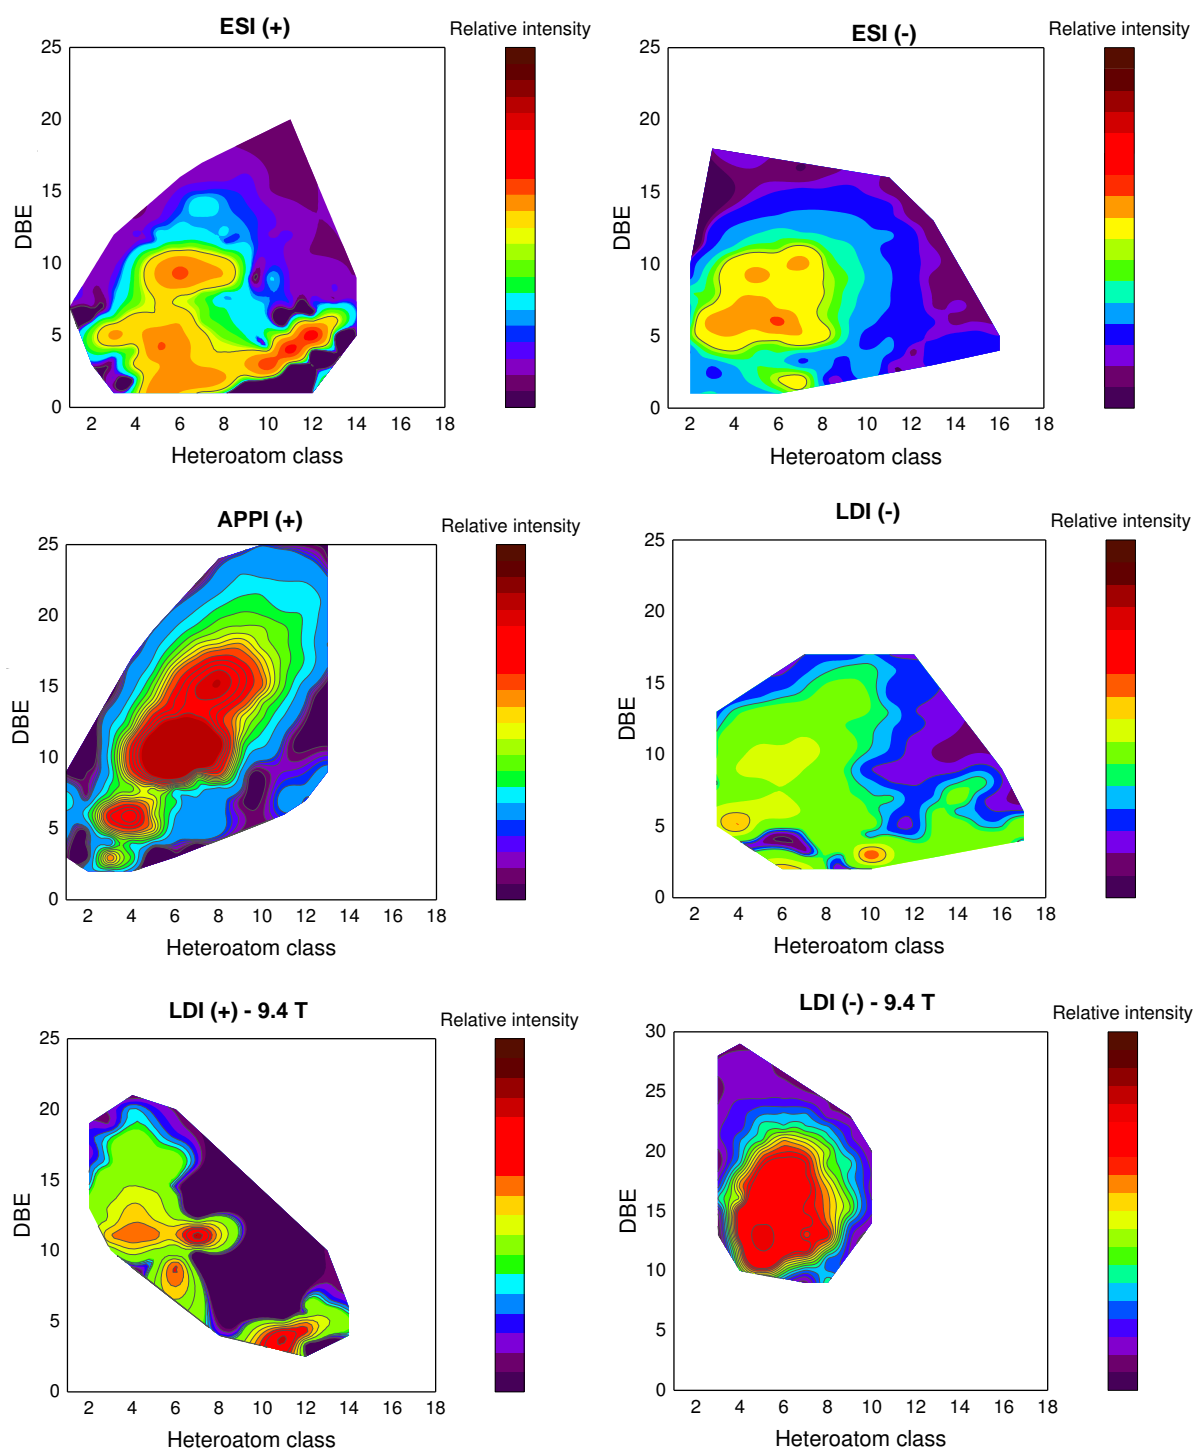 ESI (+)
Relative intensity
25
20
15
10
5
0
DBE
2 4 6 8 10 12 14 16 18
Heteroatom class
ESI (-)
Relative intensity
25
20
15
10
5
0
DBE
2 4 6 8 10 12 14 16 18
Heteroatom class
APPI (+)
Relative intensity
25
20
15
10
5
0
DBE
2 4 6 8 10 12 14 16 18
Heteroatom class
LDI (-)
Relative intensity
25
20
15
10
5
0
DBE
2 4 6 8 10 12 14 16 18
Heteroatom class
LDI (+) - 9.4 T
Relative intensity
25
20
15
10
5
0
DBE
2 4 6 8 10 12 14 16 18
Heteroatom class
LDI (-) - 9.4 T
Relative intensity
30
25
20
15
10
5
0
DBE
2 4 6 8 10 12 14 16 18
Heteroatom class